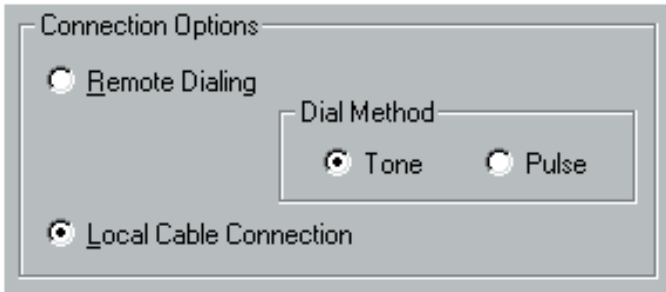 Connection Options
Remote Dialing
Dial Method
Tone Pulse
Local Cable Connection